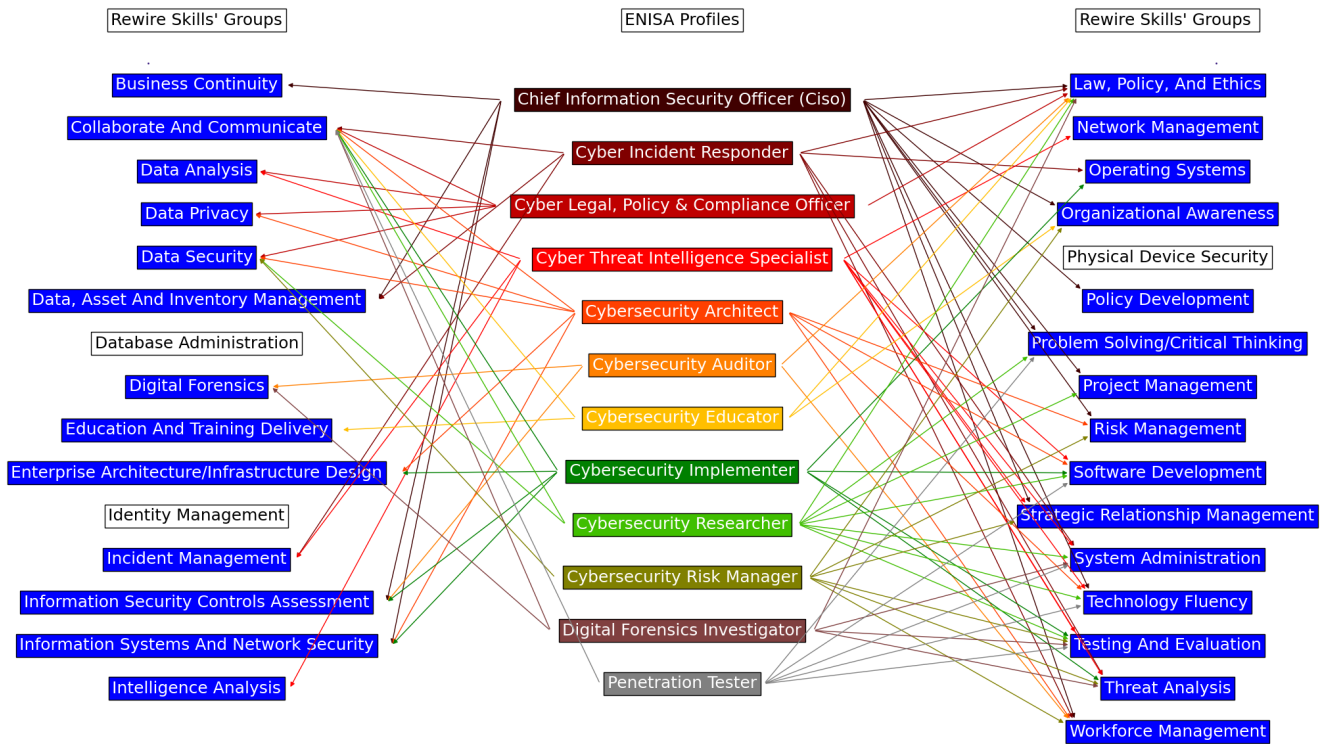 Rewire Skills' Groups
ENISA Profiles
Rewire Skills' Groups
Business Continuity
Collaborate And Communicate
Data Analysis
Data Privacy
Data Security
Data, Asset And Inventory Management
Database Administration
Digital Forensics
Education And Training Delivery
Enterprise Architecture/Infrastructure Design
Identity Management
Incident Management
Information Security Controls Assessment
Information Systems And Network Security
Intelligence Analysis
Chief Information Security Officer (Ciso)
Cyber Incident Responder
Cyber Legal, Policy & Compliance Officer
Cyber Threat Intelligence Specialist
Cybersecurity Architect
Cybersecurity Auditor
Cybersecurity Educator
Cybersecurity Implementer
Cybersecurity Researcher
Cybersecurity Risk Manager
Digital Forensics Investigator
Penetration Tester
Law, Policy, And Ethics
Network Management
Operating Systems
Organizational Awareness
Physical Device Security
Policy Development
Problem Solving/Critical Thinking
Project Management
Risk Management
Software Development
Strategic Relationship Management
System Administration
Technology Fluency
Testing And Evaluation
Threat Analysis
Workforce Management